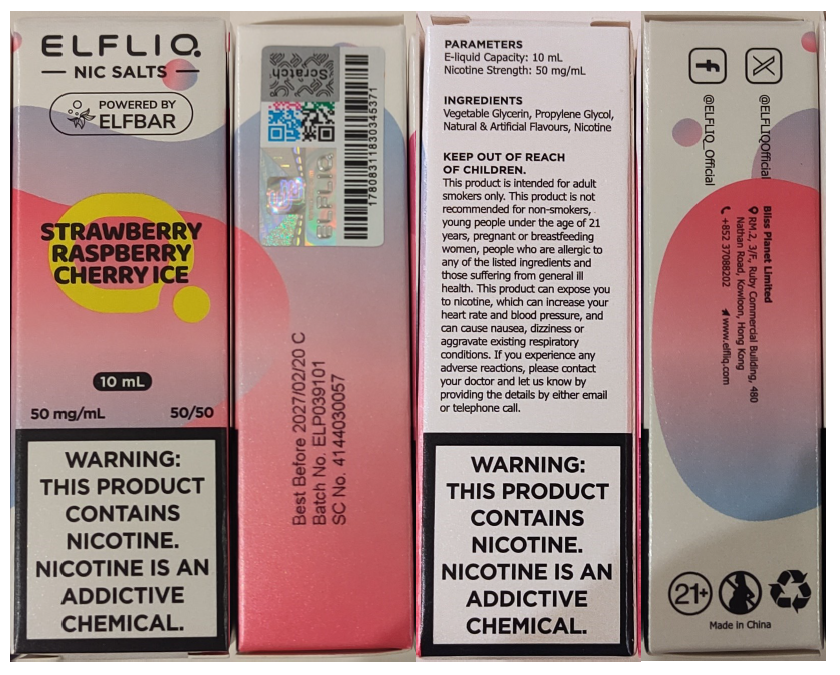 ELFLIQ
NIC SALTS
POWERED BY
ELFBAR
STRAWBERRY
RASPBERRY
CHERRY ICE
10 mL
50 mg/mL 50/50
WARNING:
THIS PRODUCT
CONTAINS
NICOTINE.
NICOTINE IS AN
ADDICTIVE
CHEMICAL.
Scratch
ELFLIQ
1780831183034537​1
Best Before 2027/02/20 C
Batch No. ELP039101
SC No. 4144030057
PARAMETERS
E-liquid Capacity: 10 mL
Nicotine Strength: 50 mg/mL
INGREDIENTS
Vegetable Glycerin, Propylene Glycol,
Natural & Artificial Flavours, Nicotine
KEEP OUT OF REACH
OF CHILDREN.
This product is intended for adult
smokers only. This product is not
recommended for non-smokers,
young people under the age of 21
years, pregnant or breastfeeding
women, people who are allergic to
any of the listed ingredients and
those suffering from general ill
health. This product can expose you
to nicotine, which can increase your
heart rate and blood pressure, and
can cause nausea, dizziness or
aggravate existing respiratory
conditions. If you experience any
adverse reactions, please contact
your doctor and let us know by
providing the details by either email
or telephone call.
WARNING:
THIS PRODUCT
CONTAINS
NICOTINE.
NICOTINE IS AN
ADDICTIVE
CHEMICAL.
@ELFLIQOfficial
@ELFLIQ_Official
Bliss Planet Limited
RM.2, 3/F, Ruby Commercial Building, 480
Nathan Road, Kowloon, Hong Kong
+852 37088202 www.elfliq.com
21+
Made in China